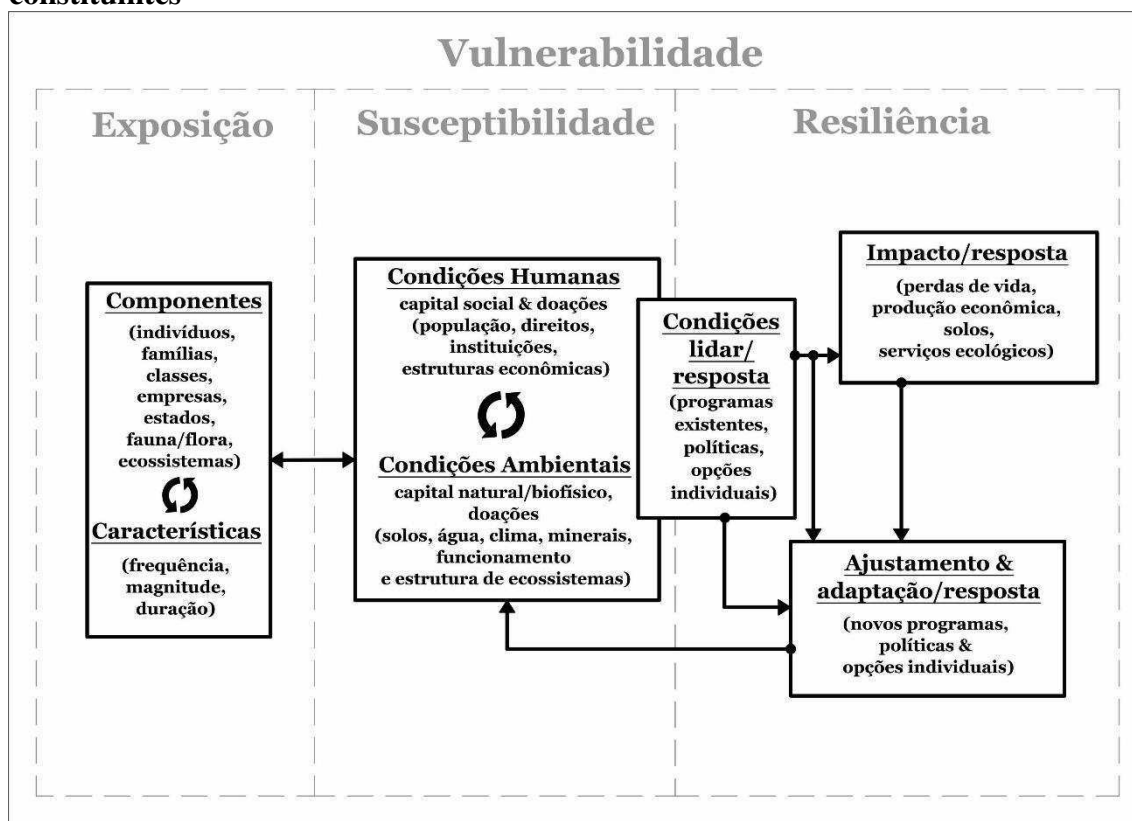 constituintes
Vulnerabilidade
Exposição
Susceptibilidade
Resiliência
Componentes
(indivíduos,
famílias,
classes,
empresas,
estados,
fauna/flora,
ecossistemas)
Características
(frequência,
magnitude,
duração)
Condições Humanas
capital social & doações
(população, direitos,
instituições,
estruturas econômicas)
Condições Ambientais
capital natural/biofísico,
doações
(solos, água, clima, minerais,
funcionamento
e estrutura de ecossistemas)
Condições
lidar/
resposta
(programas
existentes,
políticas,
opções
individuais)
Impacto/resposta
(perdas de vida,
produção econômica,
solos,
serviços ecológicos)
Ajustamento &
adaptação/resposta
(novos programas,
políticas &
opções individuais)